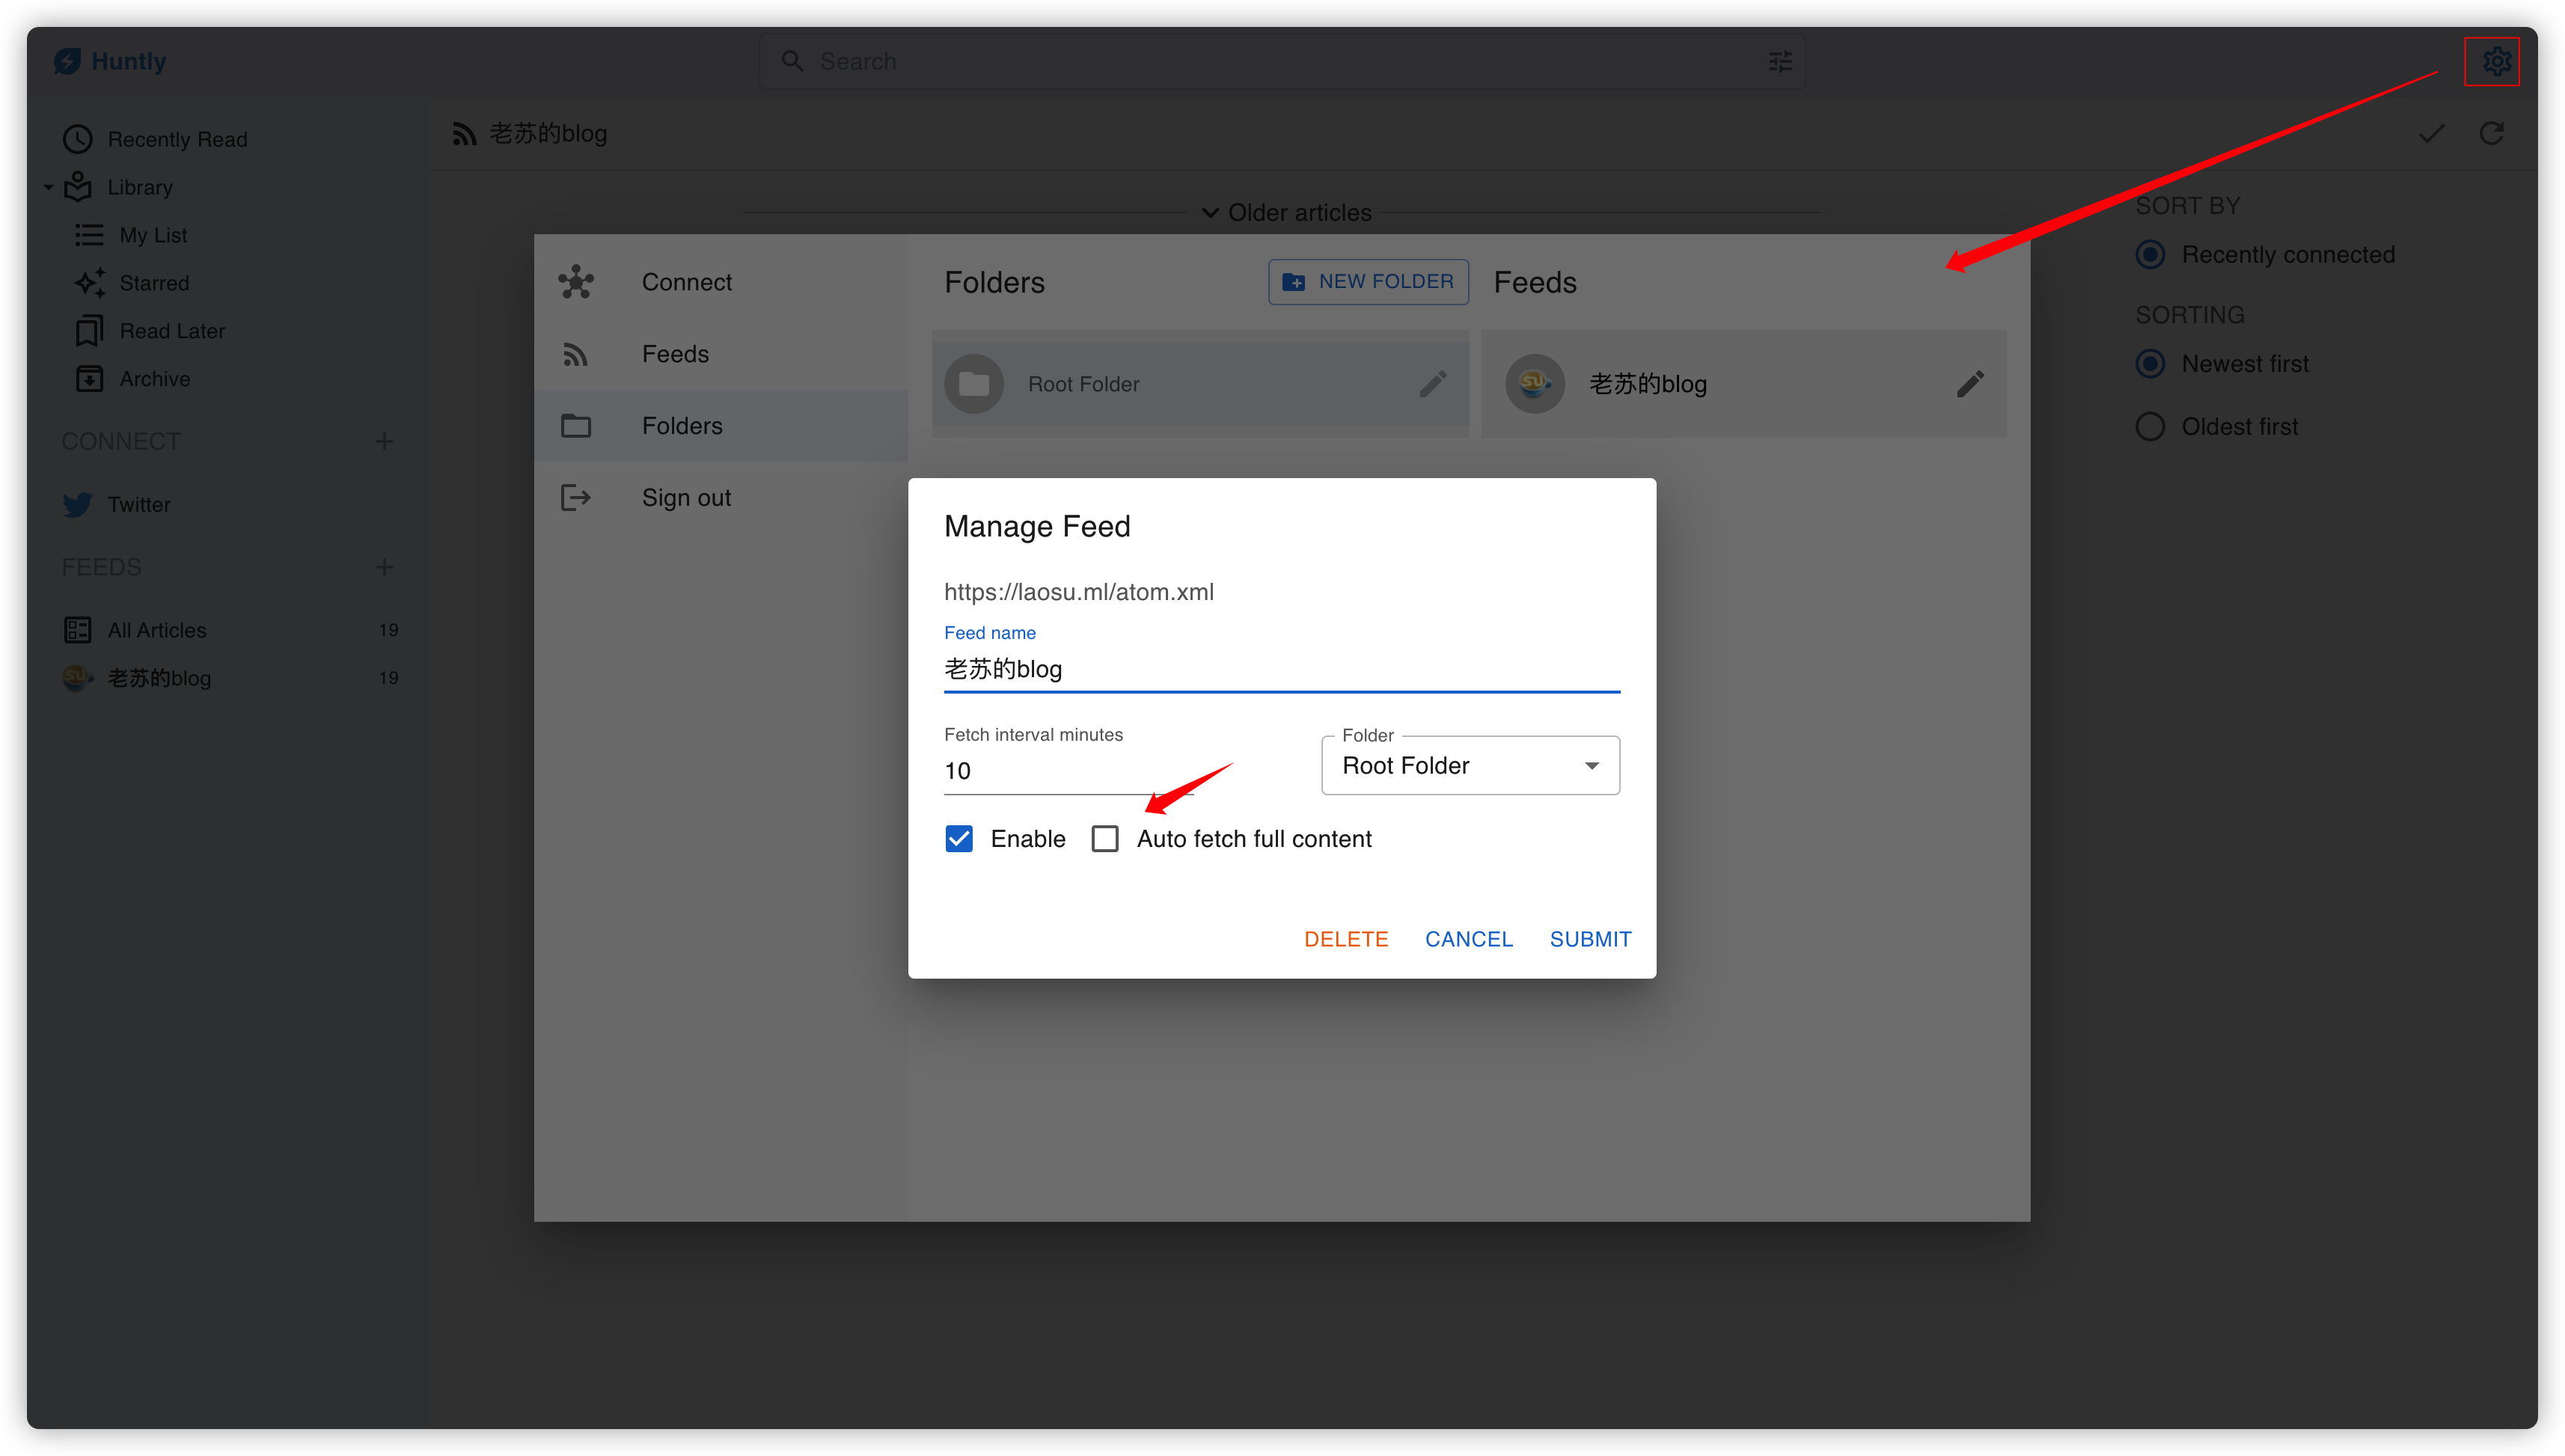 Huntly
Search
Recently Read
Library
My List
Starred
Read Later
Archive
CONNECT
Twitter
FEEDS
All Articles 19
老苏的blog 19
老苏的blog
Older articles
SORT BY
Recently connected
SORTING
Newest first
Oldest first
Connect
Feeds
Folders
Sign out
Folders
NEW FOLDER
Root Folder
Feeds
老苏的blog
Manage Feed
https://laosu.ml/atom.xml
Feed name
老苏的blog
Fetch interval minutes
10
Folder
Root Folder
Enable
Auto fetch full content
DELETE CANCEL SUBMIT